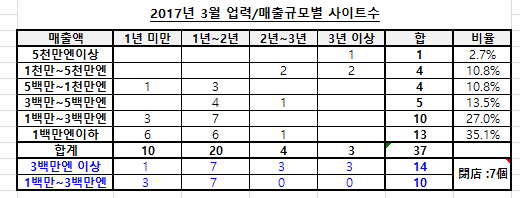 2017년 3월 업력/매출규모별 사이트수
매출액 1년 미만 1년~2년 2년~3년 3년 이상 합 비율
5천만엔이상 1 1 2.7%
1천만~5천만엔 2 2 4 10.8%
5백만~1천만엔 1 3 4 10.8%
3백만~5백만엔 4 1 5 13.5%
1백만~3백만엔 3 7 10 27.0%
1백만엔이하 6 6 1 13 35.1%
합계 10 20 4 3 37
3백만엔 이상 1 7 3 3 14
1백만~3백만엔 3 7 0 0 10
閉店 :7個